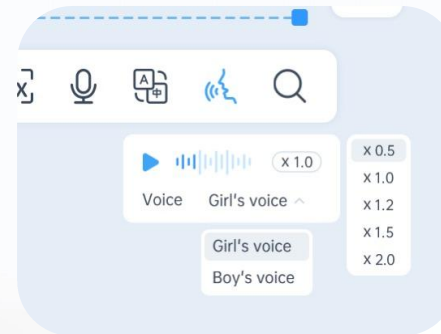 x
A 中
x 1.0
Voice Girl's voice
Girl's voice
Boy's voice
x 0.5
x 1.0
x 1.2
x 1.5
x 2.0